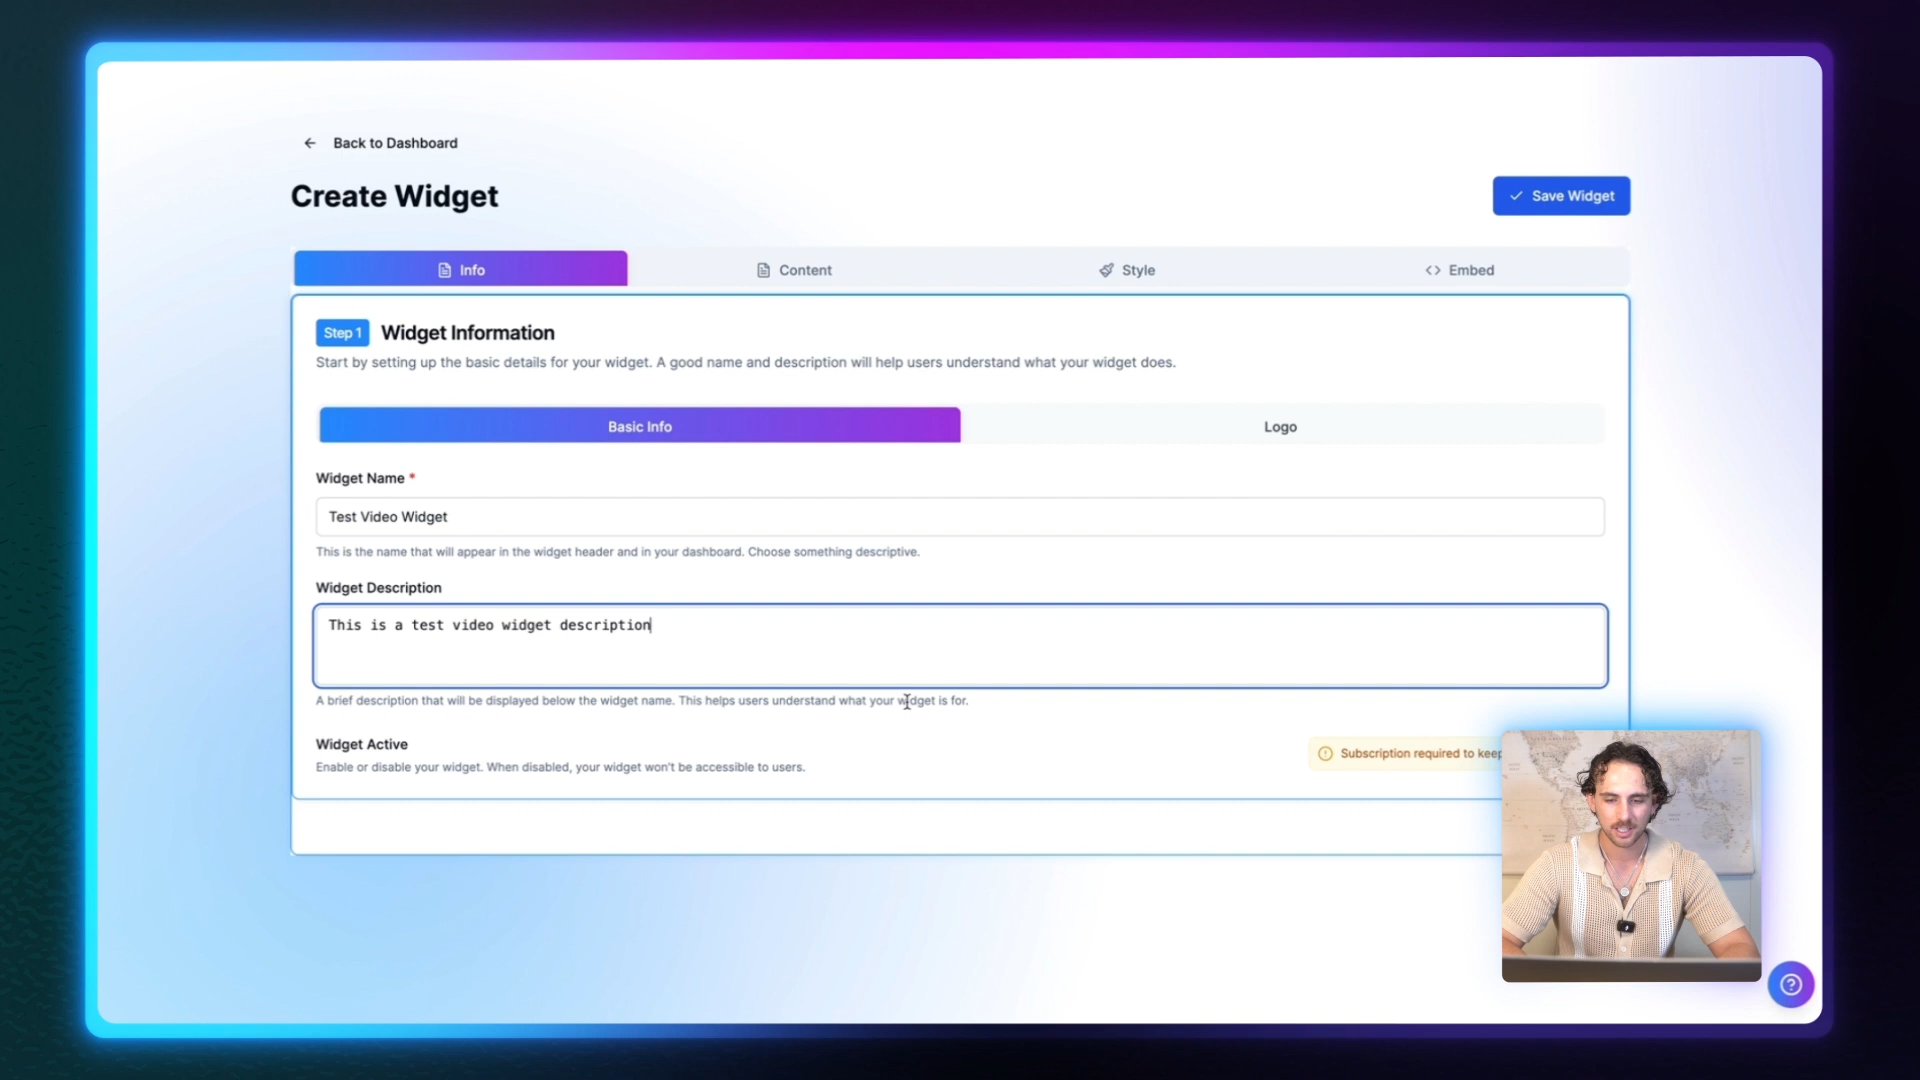 Back to Dashboard
Create Widget
Save Widget
Info
Content
Style
Embed
Step 1
Widget Information
Start by setting up the basic details for your widget. A good name and description will help users understand what your widget does.
Basic Info
Logo
Widget Name *
Test Video Widget
This is the name that will appear in the widget header and in your dashboard. Choose something descriptive.
Widget Description
This is a test video widget description
A brief description that will be displayed below the widget name. This helps users understand what your widget is for.
Widget Active
Subscription required to keep
Enable or disable your widget. When disabled, your widget won't be accessible to users.